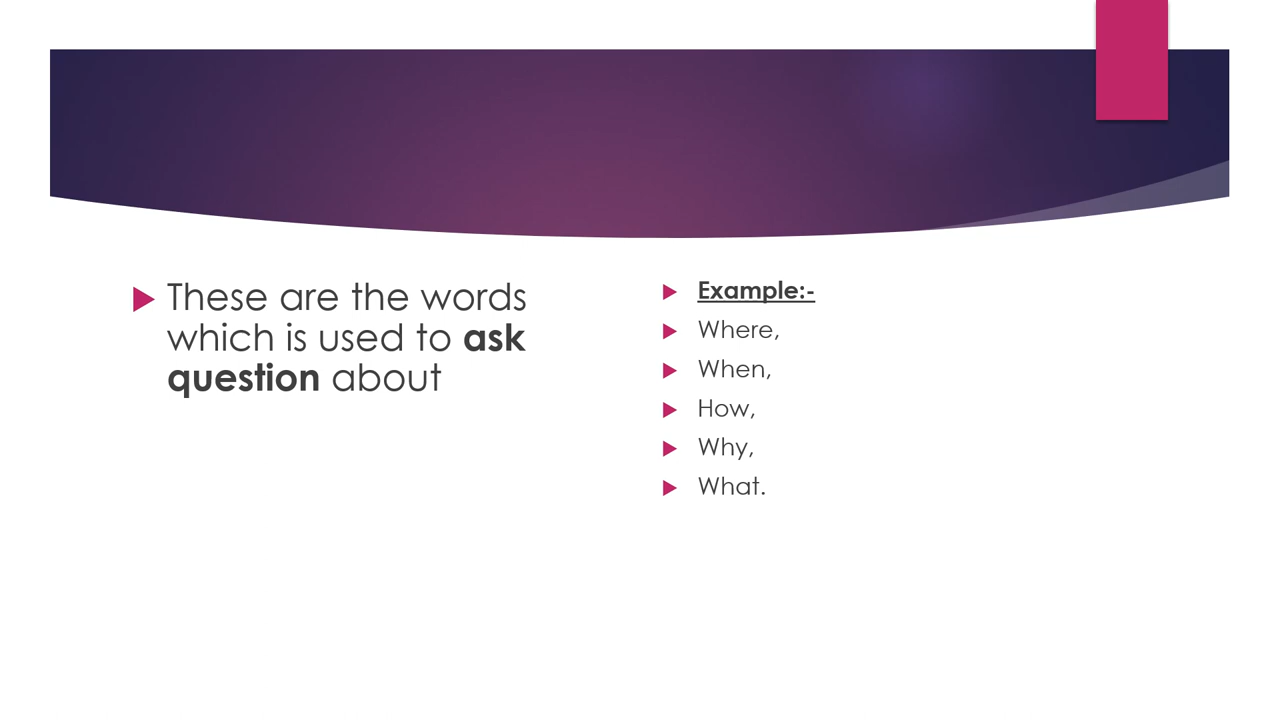 These are the words
which is used to ask
question about
Example:-
Where,
When,
How,
Why,
What.